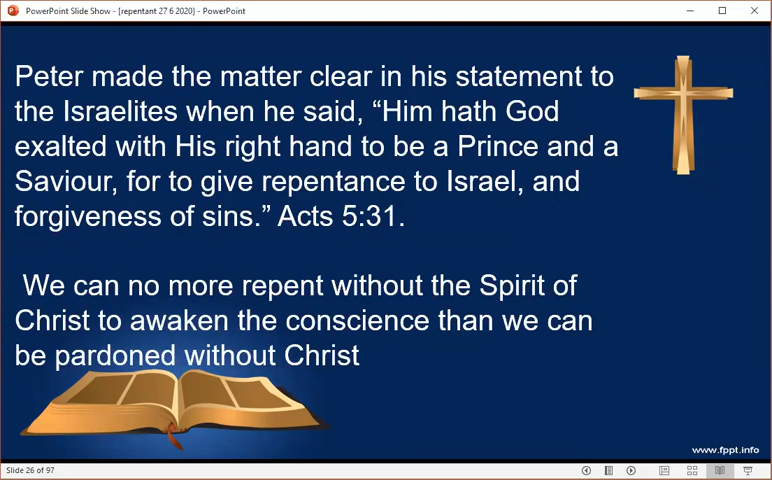 PowerPoint Slide Show - [repentant 27 6 2020] - PowerPoint
Peter made the matter clear in his statement to
the Israelites when he said, “Him hath God
exalted with His right hand to be a Prince and a
Saviour, for to give repentance to Israel, and
forgiveness of sins.” Acts 5:31.
We can no more repent without the Spirit of
Christ to awaken the conscience than we can
be pardoned without Christ
www.fppt.info
Slide 26 of 97